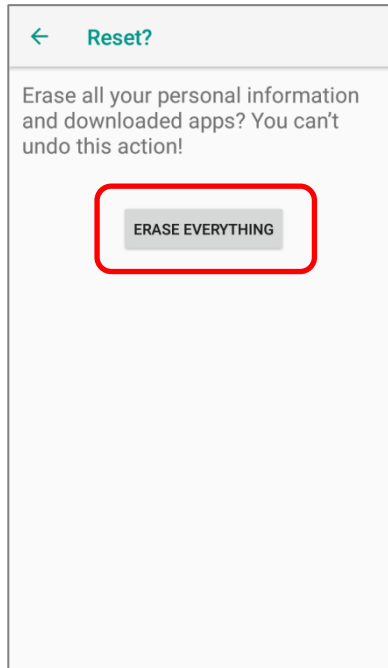 Reset?
Erase all your personal information
and downloaded apps? You can't
undo this action!
ERASE EVERYTHING